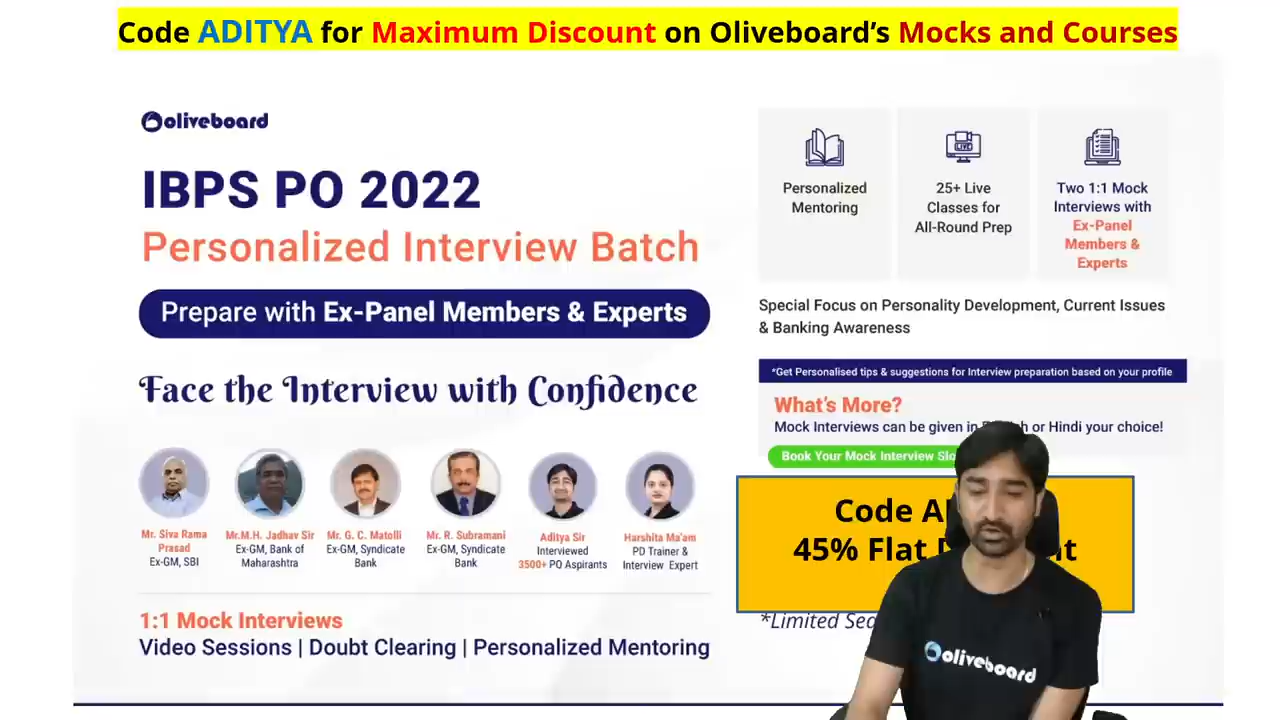 Code ADITYA for Maximum Discount on Oliveboard’s Mocks and Courses
oliveboard
IBPS PO 2022
Personalized Interview Batch
Prepare with Ex-Panel Members & Experts
Face the Interview with Confidence
Mr. Siva Rama
Prasad
Ex-GM, SBI
Mr.M.H. Jadhav Sir
Ex-GM, Bank of
Maharashtra
Mr. G. C. Matolli
Ex-GM, Syndicate
Bank
Mr. R. Subramani
Ex-GM, Syndicate
Bank
Aditya Sir
Interviewed
3500+ PO Aspirants
Harshita Ma'am
PD Trainer &
Interview Expert
1:1 Mock Interviews
Video Sessions | Doubt Clearing | Personalized Mentoring
Personalized
Mentoring
LIVE
25+ Live
Classes for
All-Round Prep
Two 1:1 Mock
Interviews with
Ex-Panel
Members &
Experts
Special Focus on Personality Development, Current Issues
& Banking Awareness
*Get Personalised tips & suggestions for Interview preparation based on your profile
What's More?
Mock Interviews can be given in or Hindi your choice!
Book Your Mock Interview
Code
45% Flat
*Limited
oliveboard